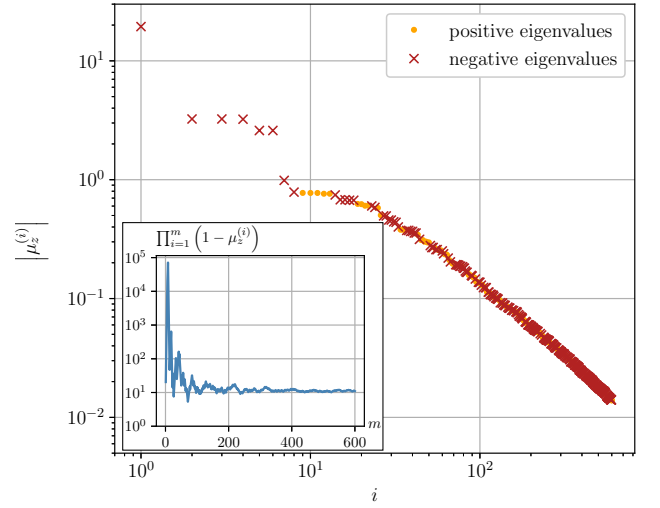 10¹
10⁰
10⁻¹
10⁻²
|μ_z^{(i)}|
positive eigenvalues
negative eigenvalues
∏_{i=1}^{m} (1 − μ_z^{(i)})
10⁵
10⁴
10³
10²
10¹
10⁰
0 200 400 600
m
10⁰ 10¹ 10²
i